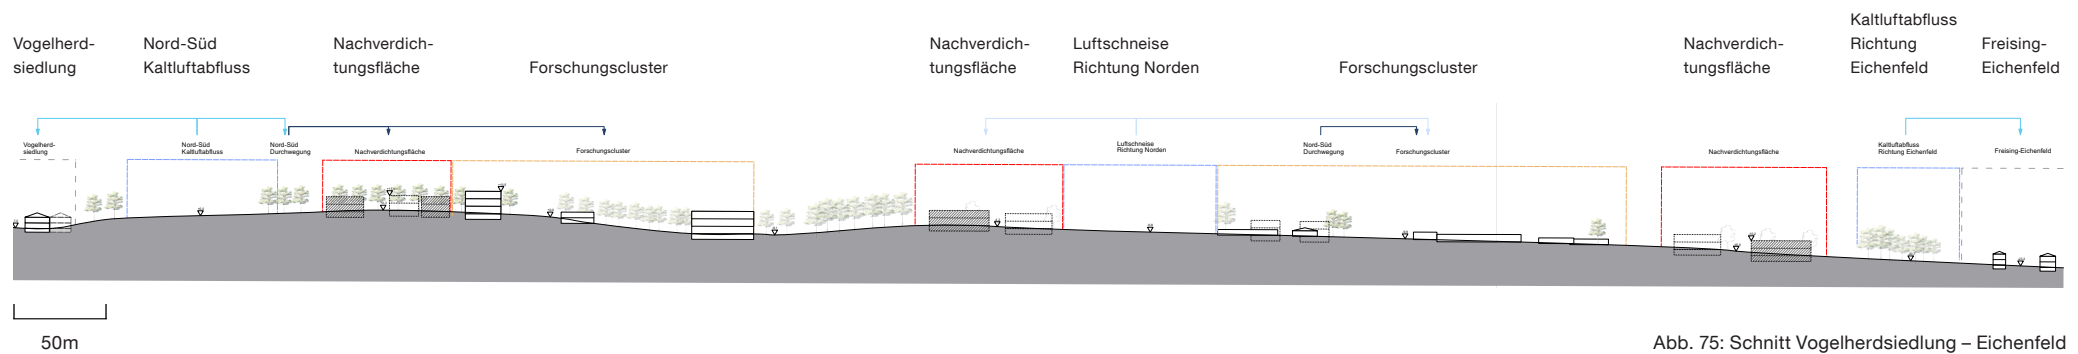 Vogelherd-
siedlung
Nord-Süd
Kaltluftabfluss
Nachverdich-
tungsfläche
Forschungscluster
Nachverdich-
tungsfläche
Luftschneise
Richtung Norden
Forschungscluster
Nachverdich-
tungsfläche
Kaltluftabfluss
Richtung
Eichenfeld
Freising-
Eichenfeld
Vogelherd-
siedlung
Nord-Süd
Kaltluftabfluss
Nord-Süd
Durchwegung
Nachverdichtungsfläche
Forschungscluster
Nachverdichtungsfläche
Luftschneise
Richtung Norden
Nord-Süd
Durchwegung
Forschungscluster
Nachverdichtungsfläche
Kaltluftabfluss
Richtung Eichenfeld
Freising-Eichenfeld
50m
Abb. 75: Schnitt Vogelherdsiedlung – Eichenfeld